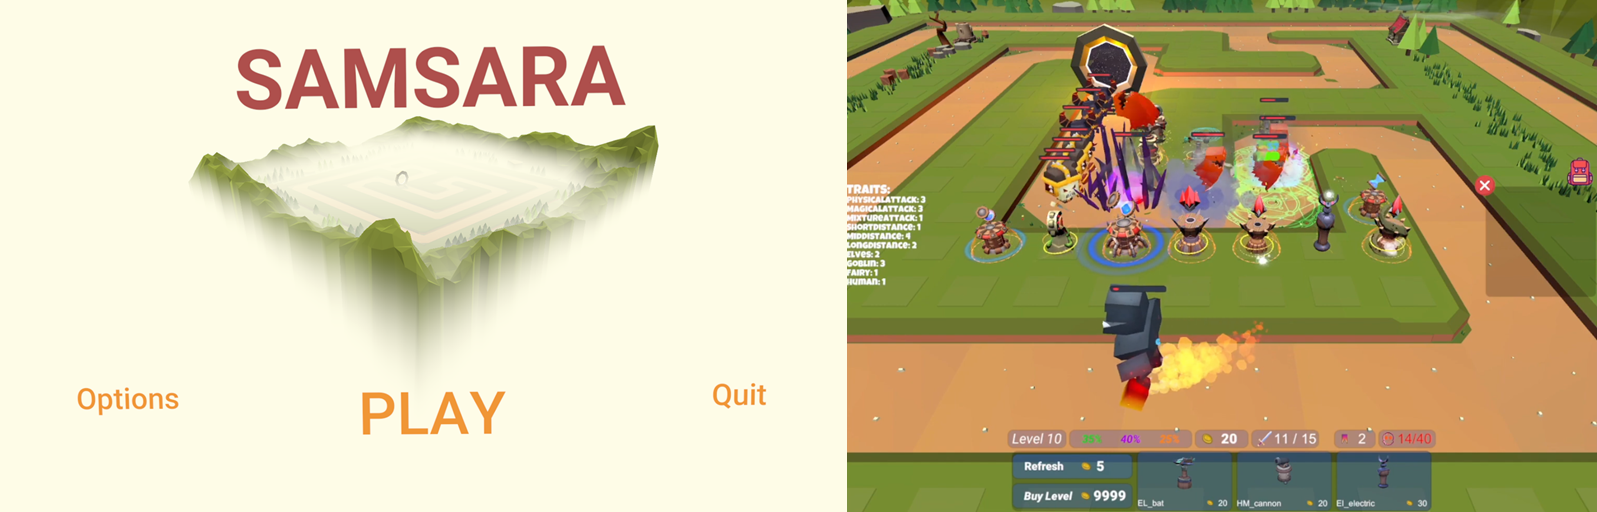 SAMSARA
Options
PLAY
Quit
TRAITS:
PHYSICALATTACK: 3
MAGICALATTACK: 3
MIXTUREATTACK: 1
SHORTDISTANCE: 1
MIDDISTANCE: 4
LONGDISTANCE: 2
ELVES: 2
GOBLIN: 3
FAIRY: 1
HUMAN: 1
Level 10 40% 20 11 / 15 2 14/40
Refresh 5
Buy Level 9999
EL_bat 20
HM_cannon 20
El_electric 30